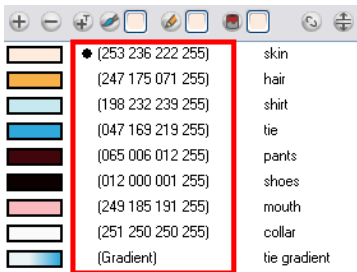 (253 236 222 255) skin
(247 175 071 255) hair
(198 232 239 255) shirt
(047 169 219 255) tie
(065 006 012 255) pants
(012 000 001 255) shoes
(249 185 191 255) mouth
(251 250 250 255) collar
(Gradient) tie gradient